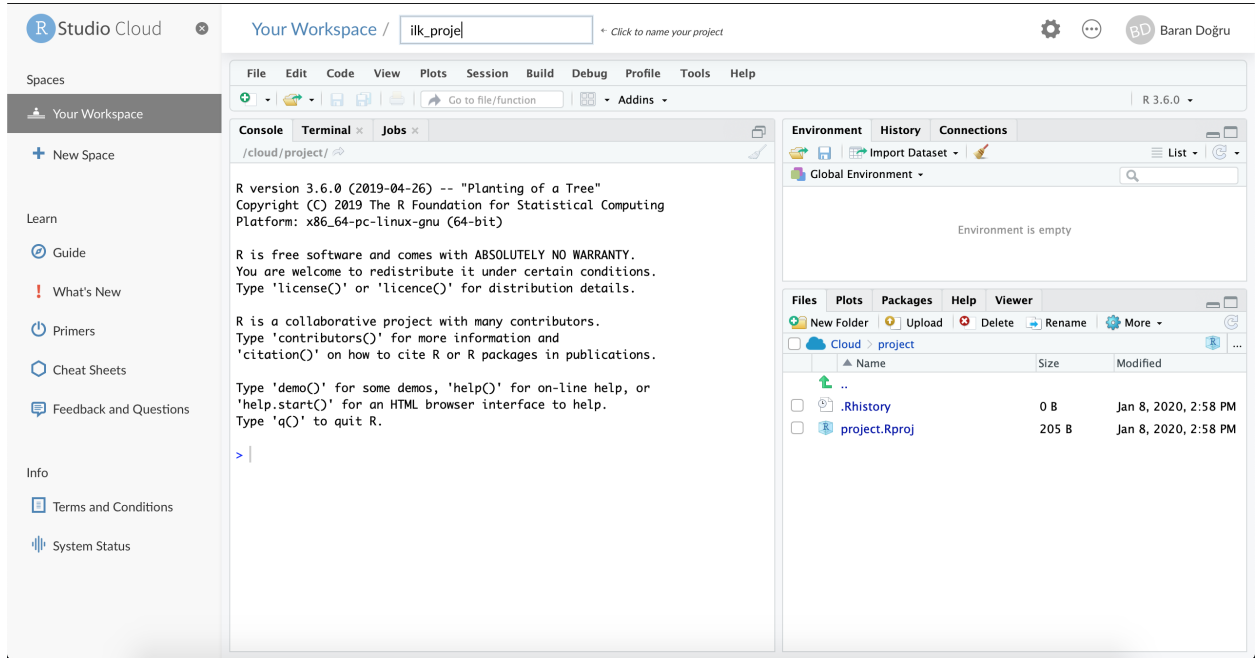 R Studio Cloud
Your Workspace / ilk_proje
← Click to name your project
BD Baran Doğru
Spaces
Your Workspace
New Space
Learn
Guide
What's New
Primers
Cheat Sheets
Feedback and Questions
Info
Terms and Conditions
System Status
File Edit Code View Plots Session Build Debug Profile Tools Help
Go to file/function Addins R 3.6.0
Console Terminal Jobs
/cloud/project/
R version 3.6.0 (2019-04-26) -- "Planting of a Tree"
Copyright (C) 2019 The R Foundation for Statistical Computing
Platform: x86_64-pc-linux-gnu (64-bit)
R is free software and comes with ABSOLUTELY NO WARRANTY.
You are welcome to redistribute it under certain conditions.
Type 'license()' or 'licence()' for distribution details.
R is a collaborative project with many contributors.
Type 'contributors()' for more information and
'citation()' on how to cite R or R packages in publications.
Type 'demo()' for some demos, 'help()' for on-line help, or
'help.start()' for an HTML browser interface to help.
Type 'q()' to quit R.
>
Environment History Connections
Import Dataset List
Global Environment
Environment is empty
Files Plots Packages Help Viewer
New Folder Upload Delete Rename More
Cloud > project R ...
Name Size Modified
..
.Rhistory 0 B Jan 8, 2020, 2:58 PM
project.Rproj 205 B Jan 8, 2020, 2:58 PM